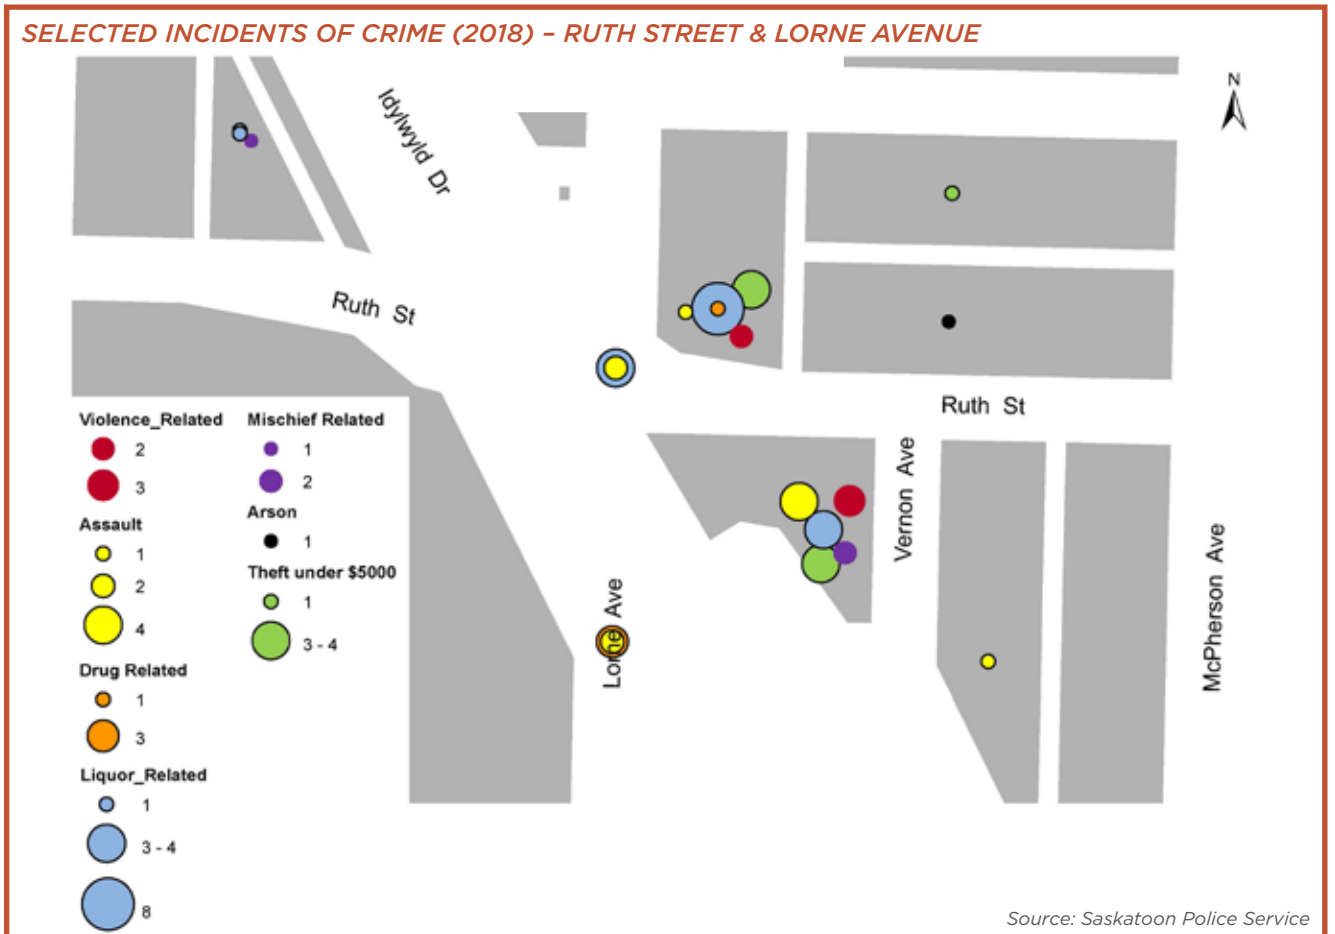 SELECTED INCIDENTS OF CRIME (2018) – RUTH STREET & LORNE AVENUE
N
Idylwyld Dr
Ruth St
Ruth St
Vernon Ave
McPherson Ave
Lorne Ave
Violence_Related
2
3
Assault
1
2
4
Drug Related
1
3
Liquor_Related
1
3 - 4
8
Mischief Related
1
2
Arson
1
Theft under $5000
1
3 - 4
Source: Saskatoon Police Service